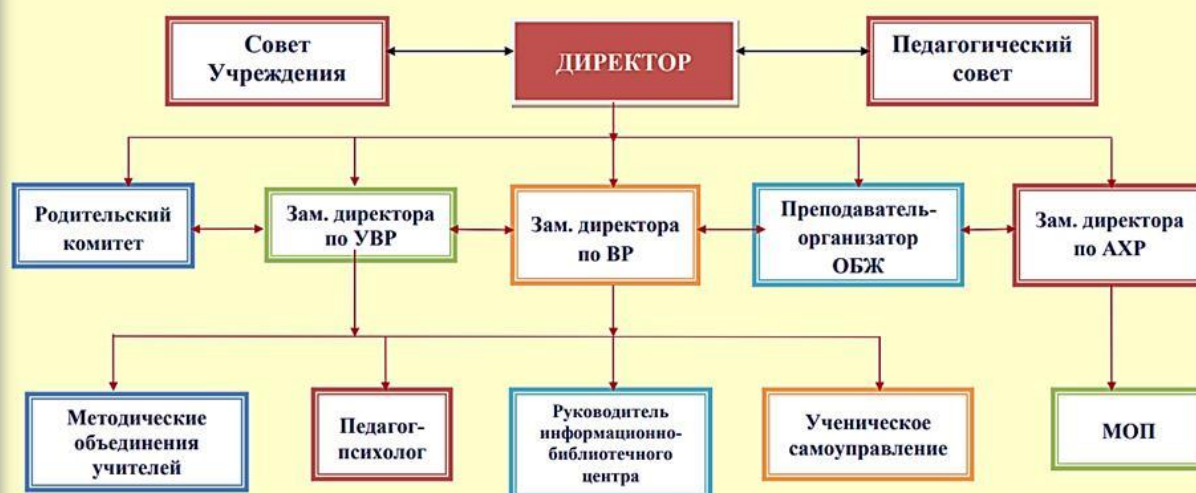 Совет
Учреждения
ДИРЕКТОР
Педагогический
совет
Родительский
комитет
Зам. директора
по УВР
Зам. директора
по ВР
Преподаватель-
организатор
ОБЖ
Зам. директора
по АХР
Методические
объединения
учителей
Педагог-
психолог
Руководитель
информационно-
библиотечного
центра
Ученическое
самоуправление
МОП